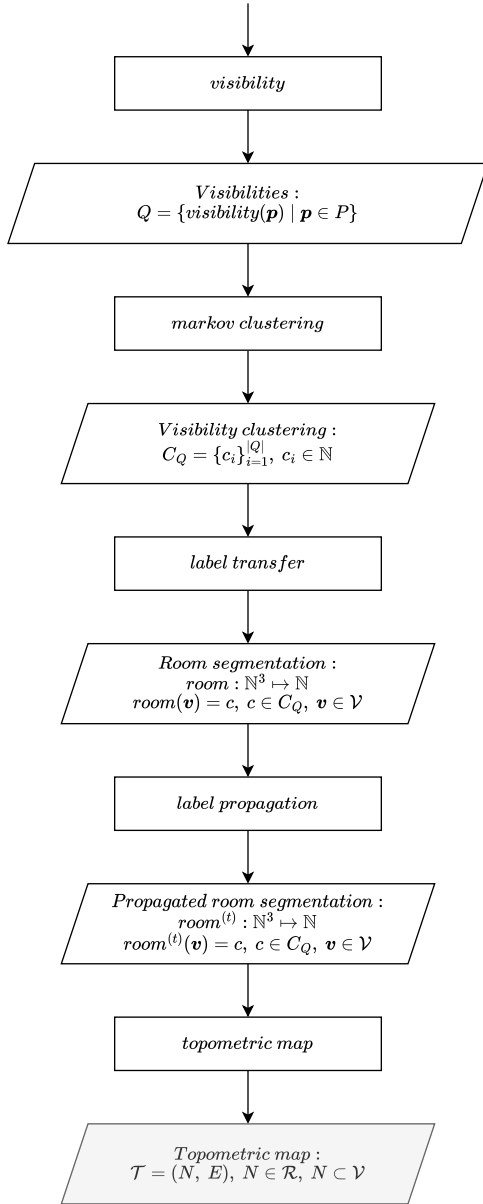 visibility
Visibilities :
Q = {visibility(p) | p ∈ P}
markov clustering
Visibility clustering :
C_Q = {c_i}_{i=1}^{|Q|}, c_i ∈ ℕ
label transfer
Room segmentation :
room : ℕ³ ↦ ℕ
room(v) = c, c ∈ C_Q, v ∈ 𝒱
label propagation
Propagated room segmentation :
room^{(t)} : ℕ³ ↦ ℕ
room^{(t)}(v) = c, c ∈ C_Q, v ∈ 𝒱
topometric map
Topometric map :
𝒯 = (N, E), N ∈ ℛ, N ⊂ 𝒱